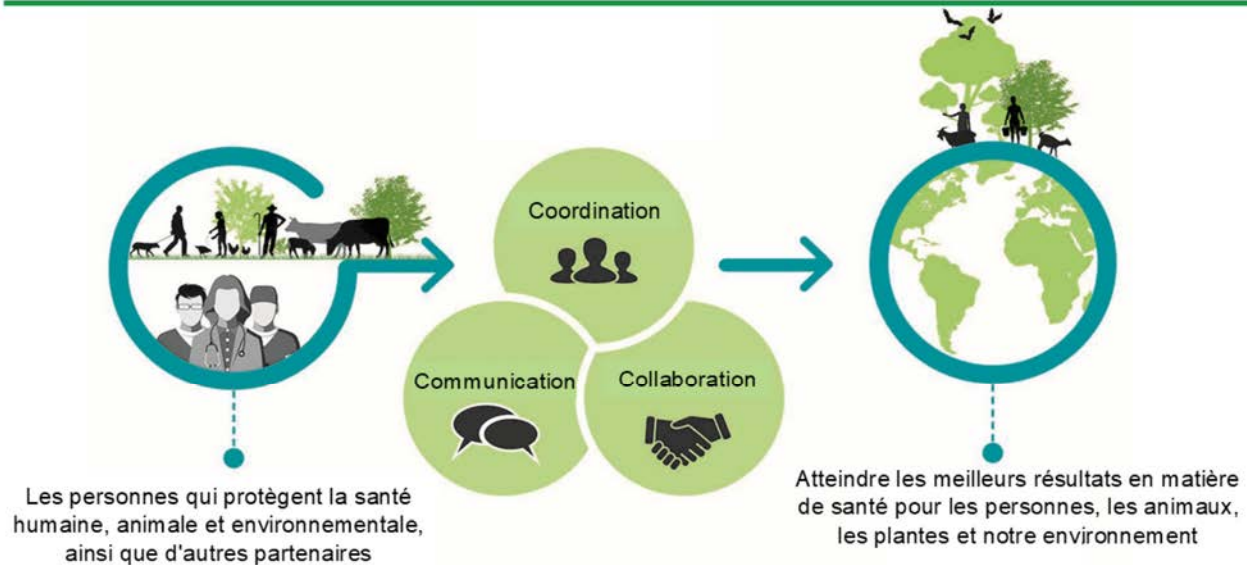 Coordination
Communication
Collaboration
Les personnes qui protègent la santé
humaine, animale et environnementale,
ainsi que d'autres partenaires
Atteindre les meilleurs résultats en matière
de santé pour les personnes, les animaux,
les plantes et notre environnement